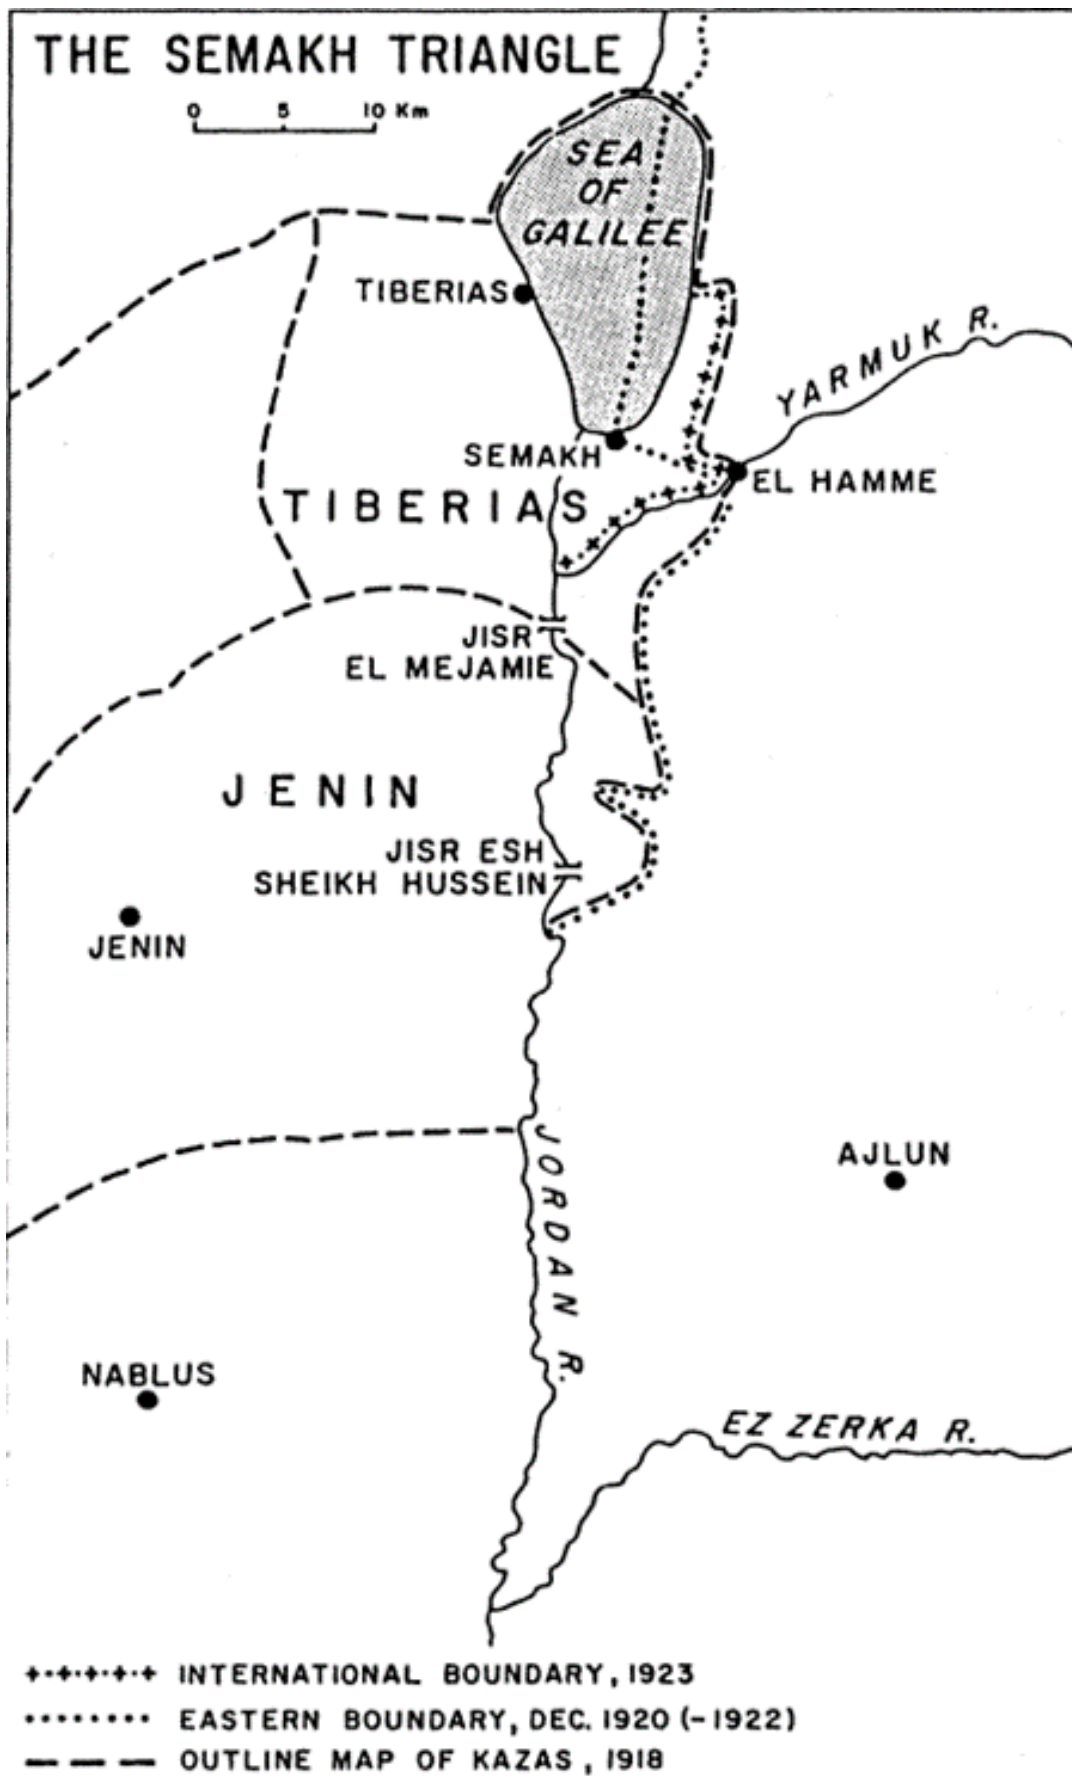 THE SEMAKH TRIANGLE
0 5 10 Km
SEA
OF
GALILEE
TIBERIAS
YARMUK R.
SEMAKH
EL HAMME
TIBERIAS
JISR
EL MEJAMIE
JENIN
JISR ESH
SHEIKH HUSSEIN
JENIN
JORDAN R.
AJLUN
NABLUS
EZ ZERKA R.
INTERNATIONAL BOUNDARY, 1923
EASTERN BOUNDARY, DEC. 1920 (-1922)
OUTLINE MAP OF KAZAS, 1918